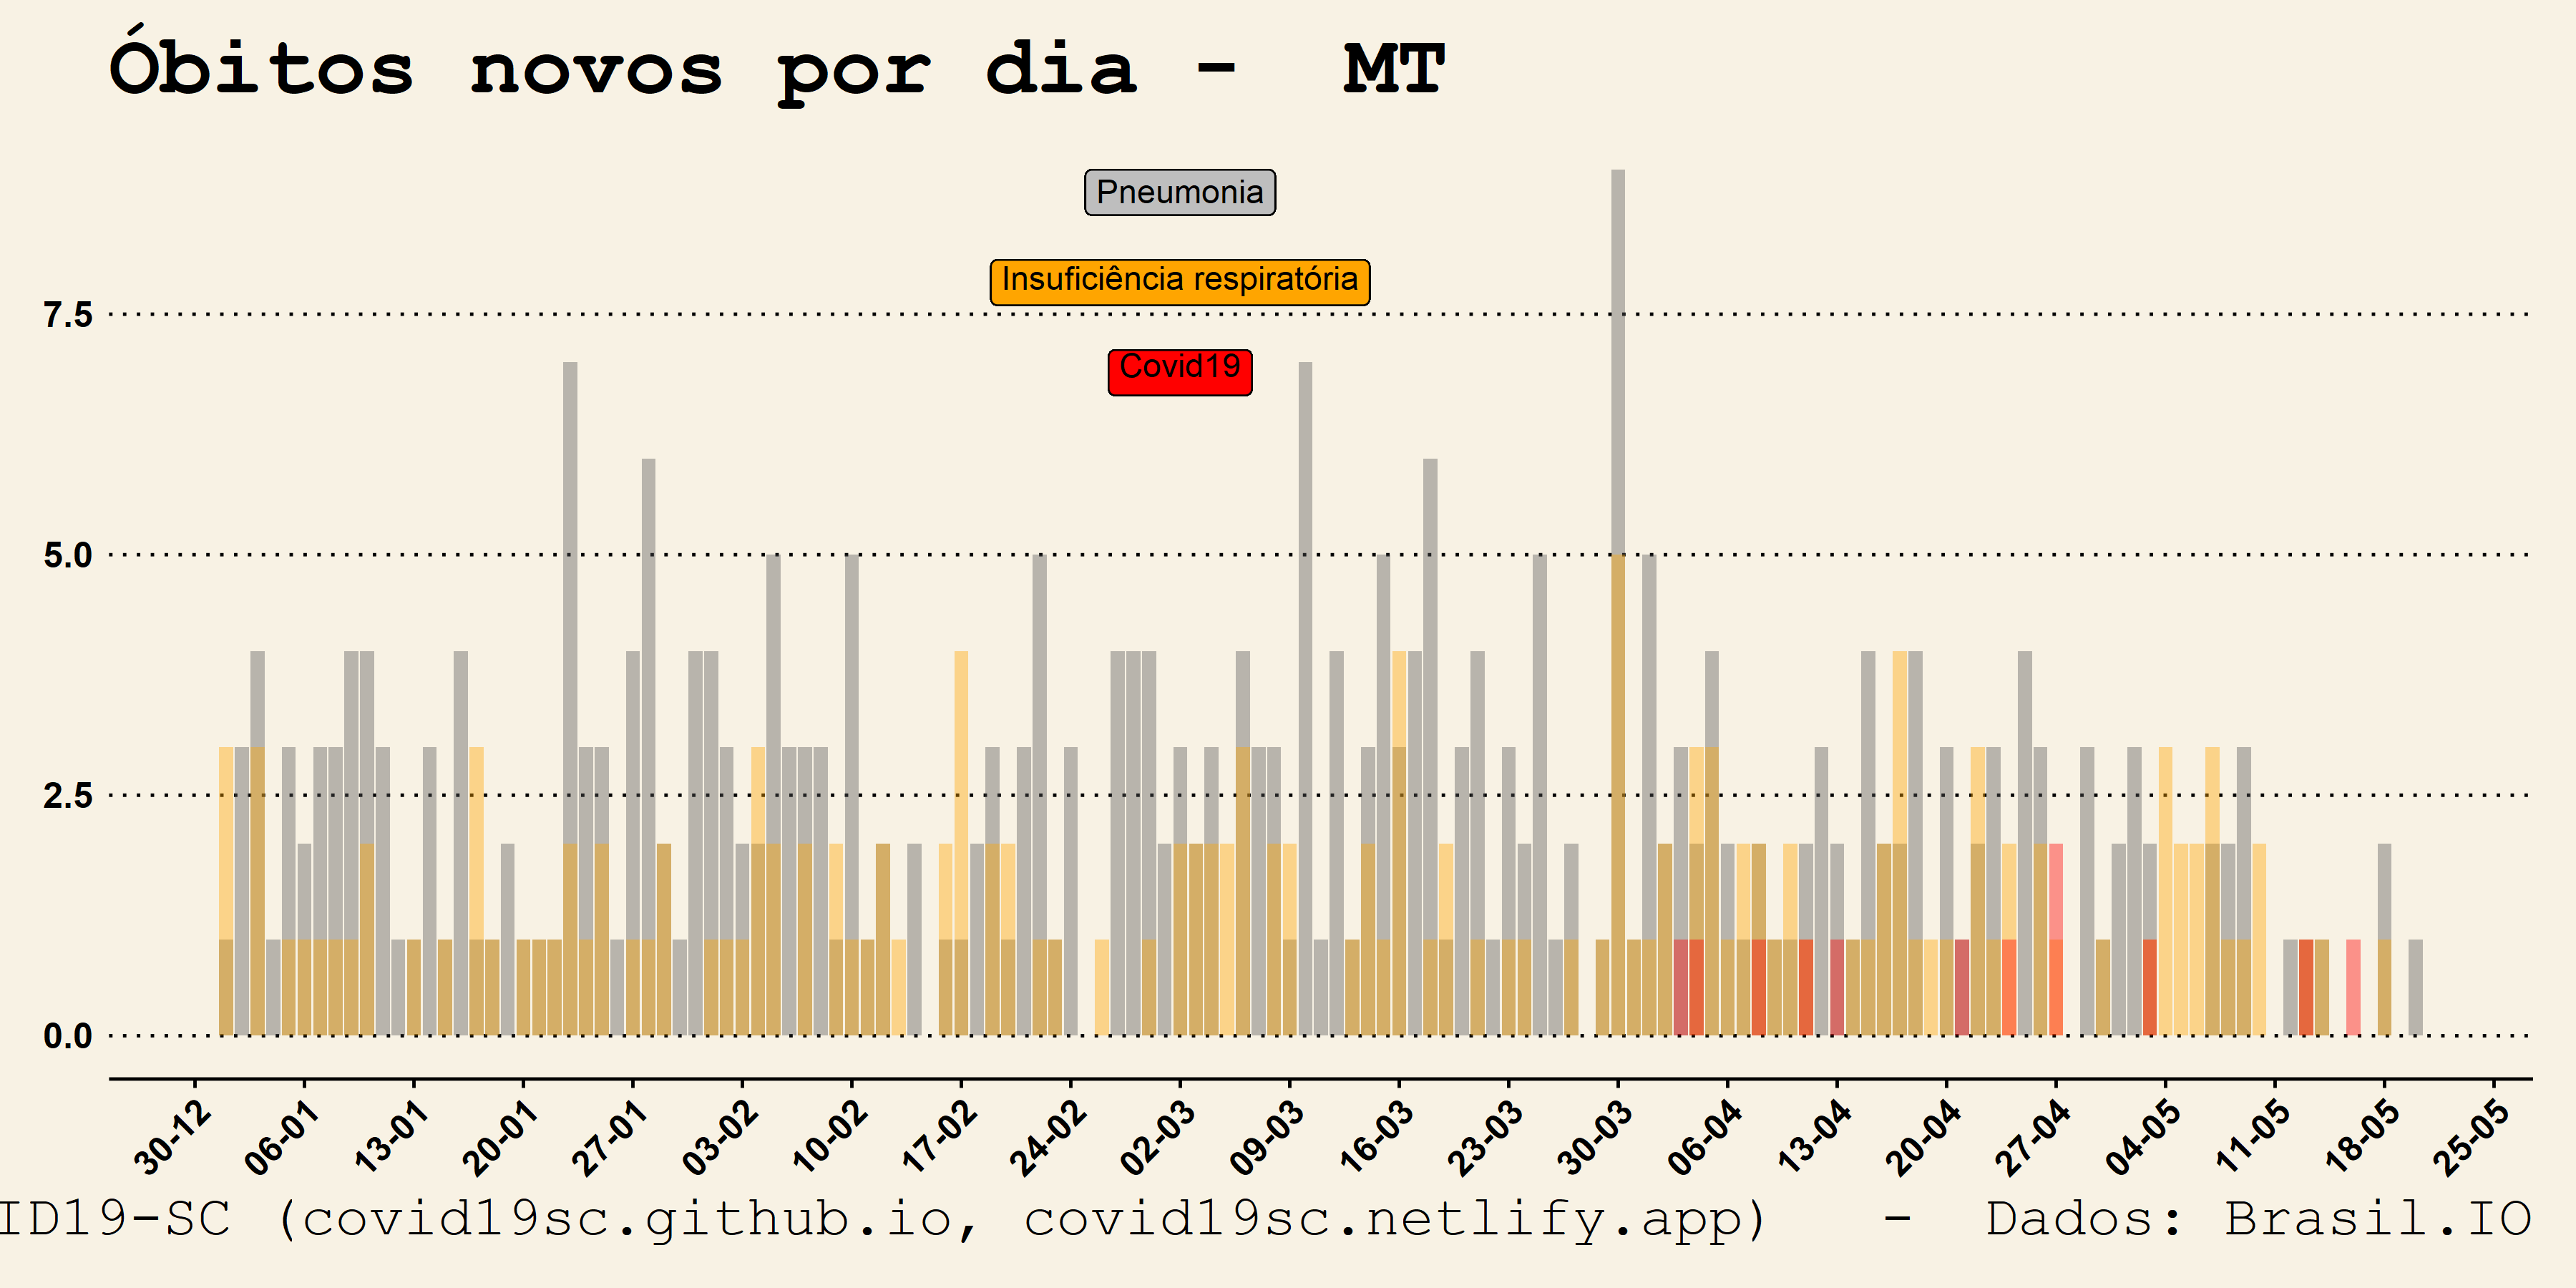 Óbitos novos por dia - MT
Pneumonia
Insuficiência respiratória
Covid19
7.5
5.0
2.5
0.0
30-12 06-01 13-01 20-01 27-01 03-02 10-02 17-02 24-02 02-03 09-03 16-03 23-03 30-03 06-04 13-04 20-04 27-04 04-05 11-05 18-05 25-05
ID19-SC (covid19sc.github.io, covid19sc.netlify.app) - Dados: Brasil.IO